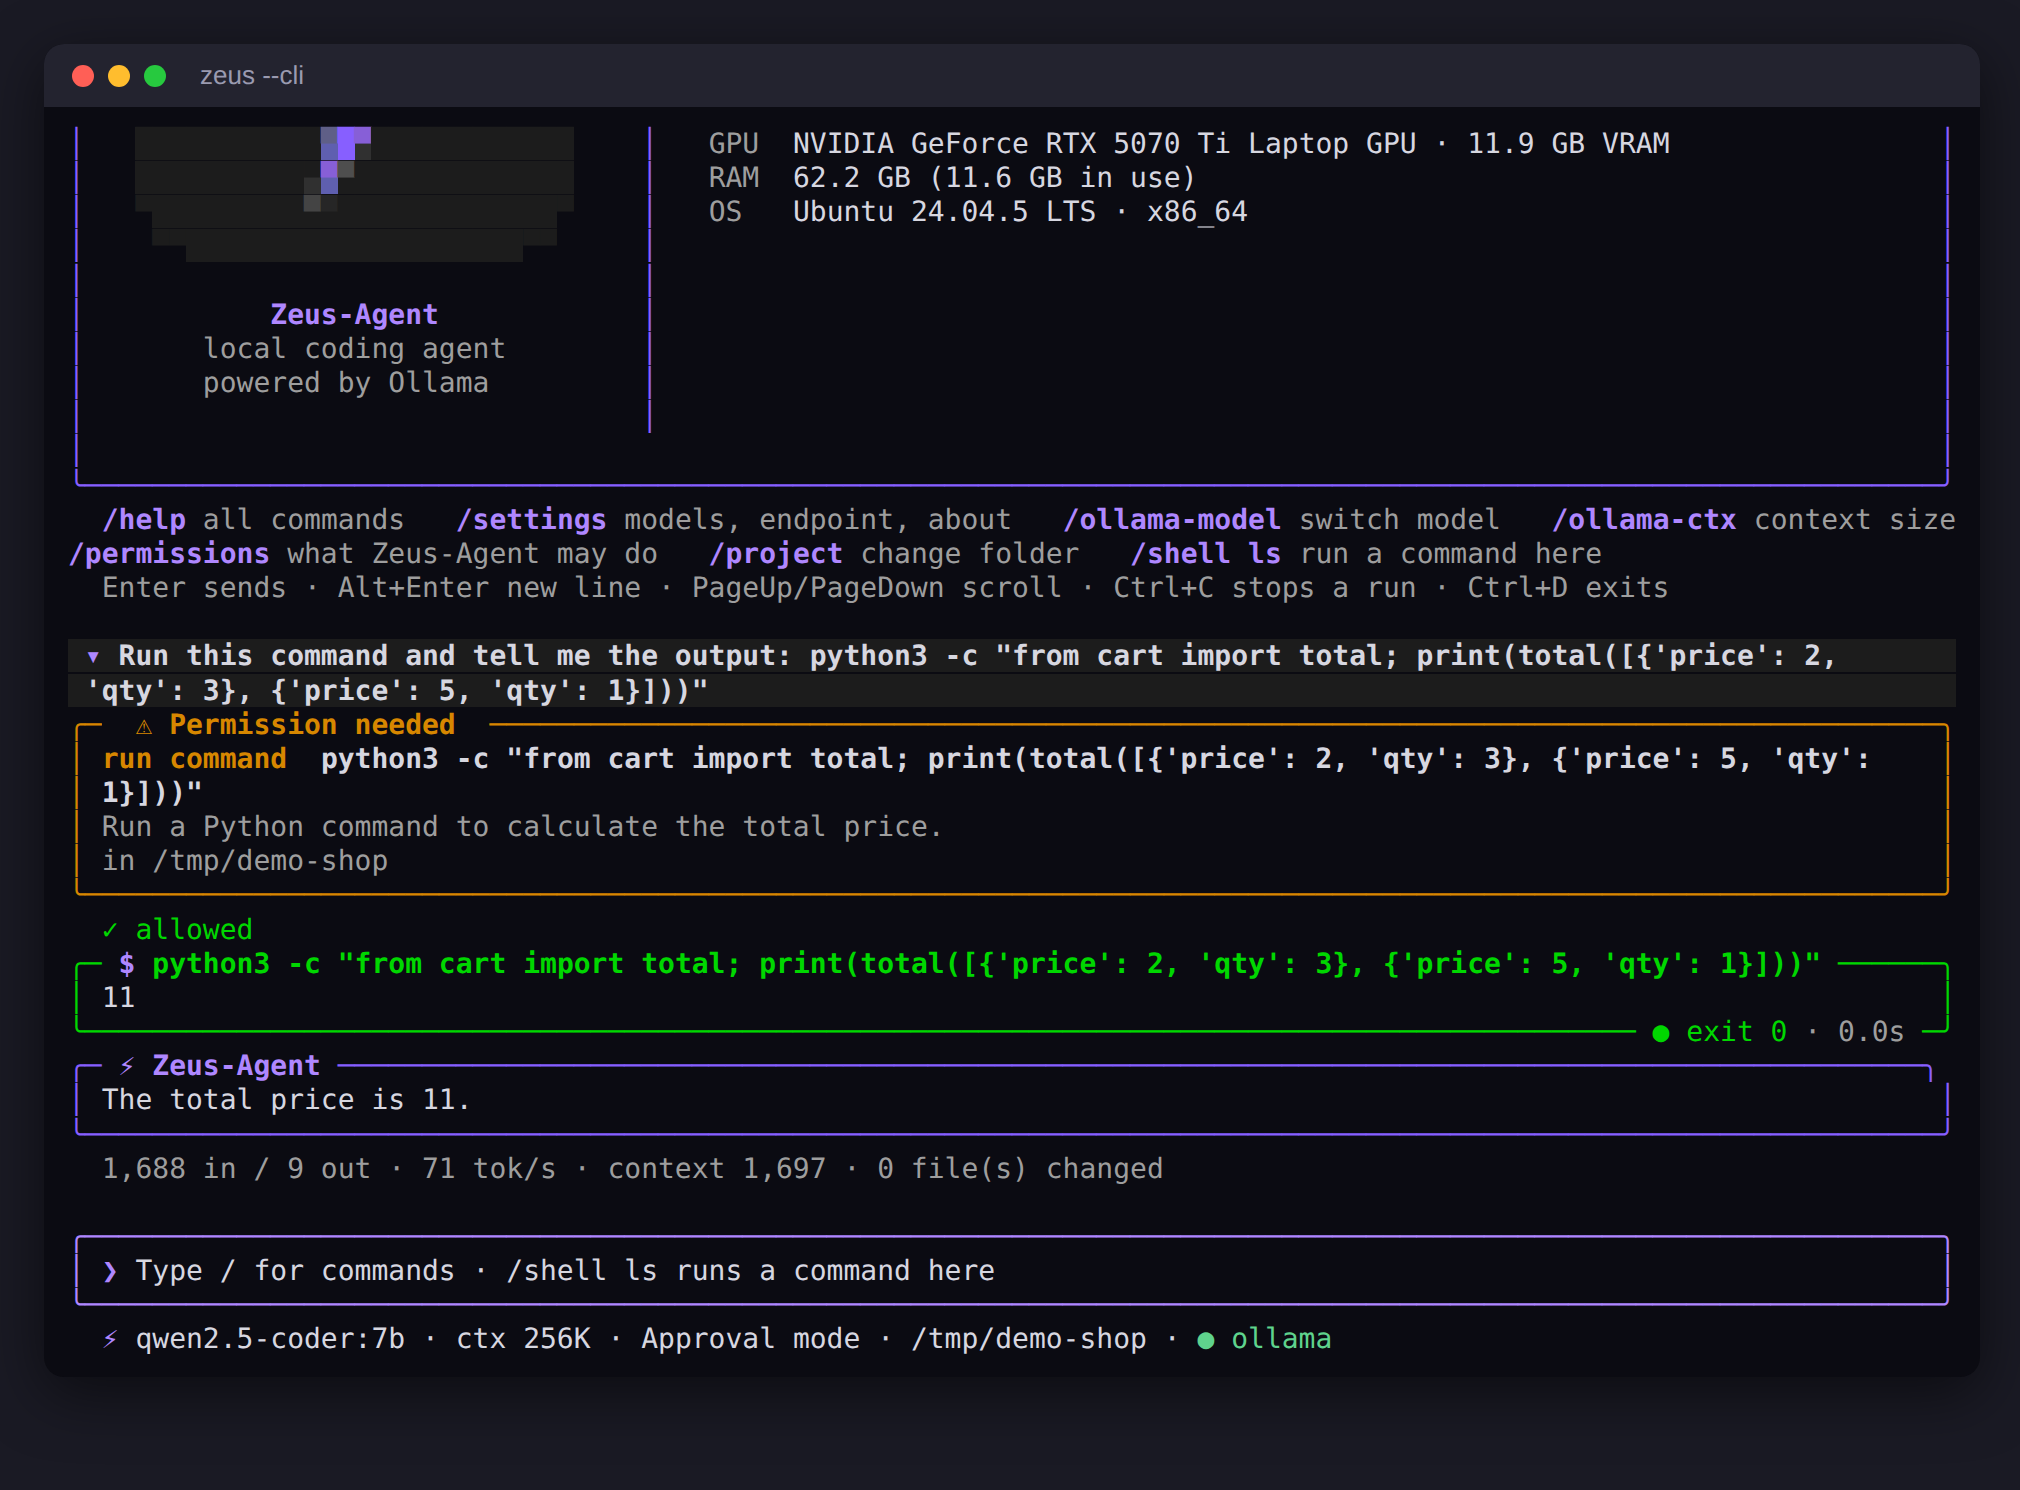 zeus --cli
GPU NVIDIA GeForce RTX 5070 Ti Laptop GPU · 11.9 GB VRAM
RAM 62.2 GB (11.6 GB in use)
OS Ubuntu 24.04.5 LTS · x86_64
Zeus-Agent
local coding agent
powered by Ollama
/help all commands /settings models, endpoint, about /ollama-model switch model /ollama-ctx context size
/permissions what Zeus-Agent may do /project change folder /shell ls run a command here
Enter sends · Alt+Enter new line · PageUp/PageDown scroll · Ctrl+C stops a run · Ctrl+D exits
▾ Run this command and tell me the output: python3 -c "from cart import total; print(total([{'price': 2,
'qty': 3}, {'price': 5, 'qty': 1}]))"
⚠ Permission needed
run command python3 -c "from cart import total; print(total([{'price': 2, 'qty': 3}, {'price': 5, 'qty':
1}]))"
Run a Python command to calculate the total price.
in /tmp/demo-shop
✓ allowed
$ python3 -c "from cart import total; print(total([{'price': 2, 'qty': 3}, {'price': 5, 'qty': 1}]))"
11
● exit 0 · 0.0s
⚡ Zeus-Agent
The total price is 11.
1,688 in / 9 out · 71 tok/s · context 1,697 · 0 file(s) changed
❯ Type / for commands · /shell ls runs a command here
⚡ qwen2.5-coder:7b · ctx 256K · Approval mode · /tmp/demo-shop · ● ollama